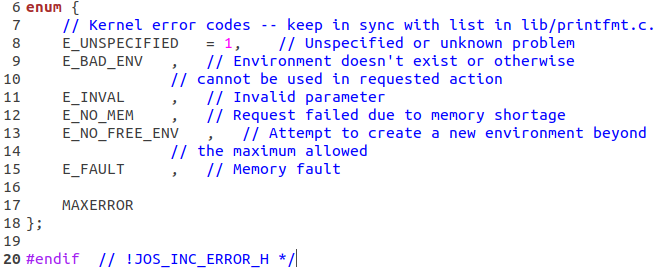 6 enum {
7     // Kernel error codes -- keep in sync with list in lib/printfmt.c.
8     E_UNSPECIFIED   = 1,    // Unspecified or unknown problem
9     E_BAD_ENV   ,   // Environment doesn't exist or otherwise
10                 // cannot be used in requested action
11     E_INVAL     ,   // Invalid parameter
12     E_NO_MEM    ,   // Request failed due to memory shortage
13     E_NO_FREE_ENV   ,   // Attempt to create a new environment beyond
14                 // the maximum allowed
15     E_FAULT     ,   // Memory fault
16
17     MAXERROR
18 };
19
20 #endif  // !JOS_INC_ERROR_H */